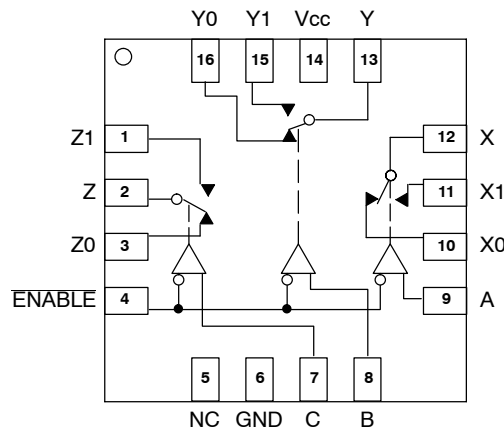 Y0 Y1 Vcc Y
16 15 14 13
Z1 1 12 X
Z 2 11 X1
Z0 3 10 X0
ENABLE 4 9 A
5 6 7 8
NC GND C B